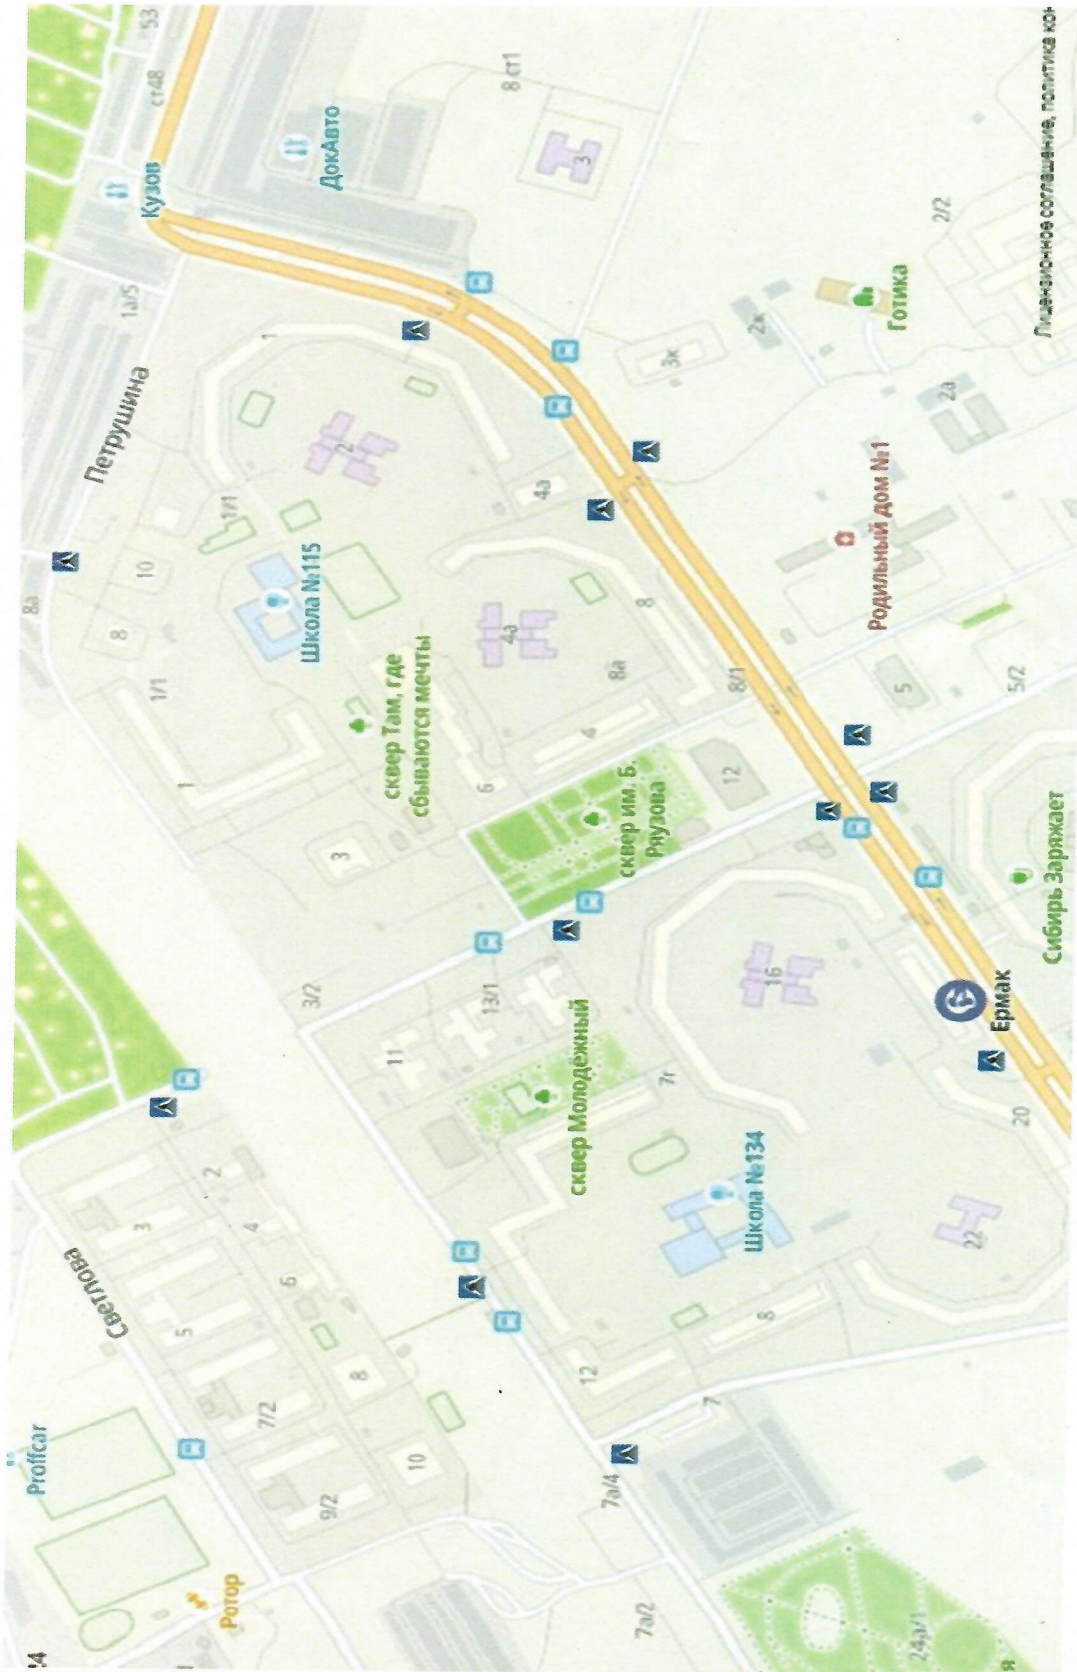 24
Proffcar
Ротор
Светлова
9/2
7/2
5
3
10
8
6
4
2
3/2
8а
Петрушина
1а/5
Кузов
ст48
53
ДокАвто
8 ст1
3
1
1/1
8
10
Школа №115
1/1
2
1
3
сквер Там, где
сбываются мечты
6
4а
4
8а
8
4а
8/1
12
сквер им. Б.
Ряузова
11
13/1
сквер Молодёжный
7г
16
12
Школа №134
8
7
7а/4
7а/2
22
20
Ермак
24а/1
я
Сибирь Заряжает
5
5/2
Родильный дом №1
3к
2к
2а
Готика
2/2
Лицензионное соглашение, политика кон